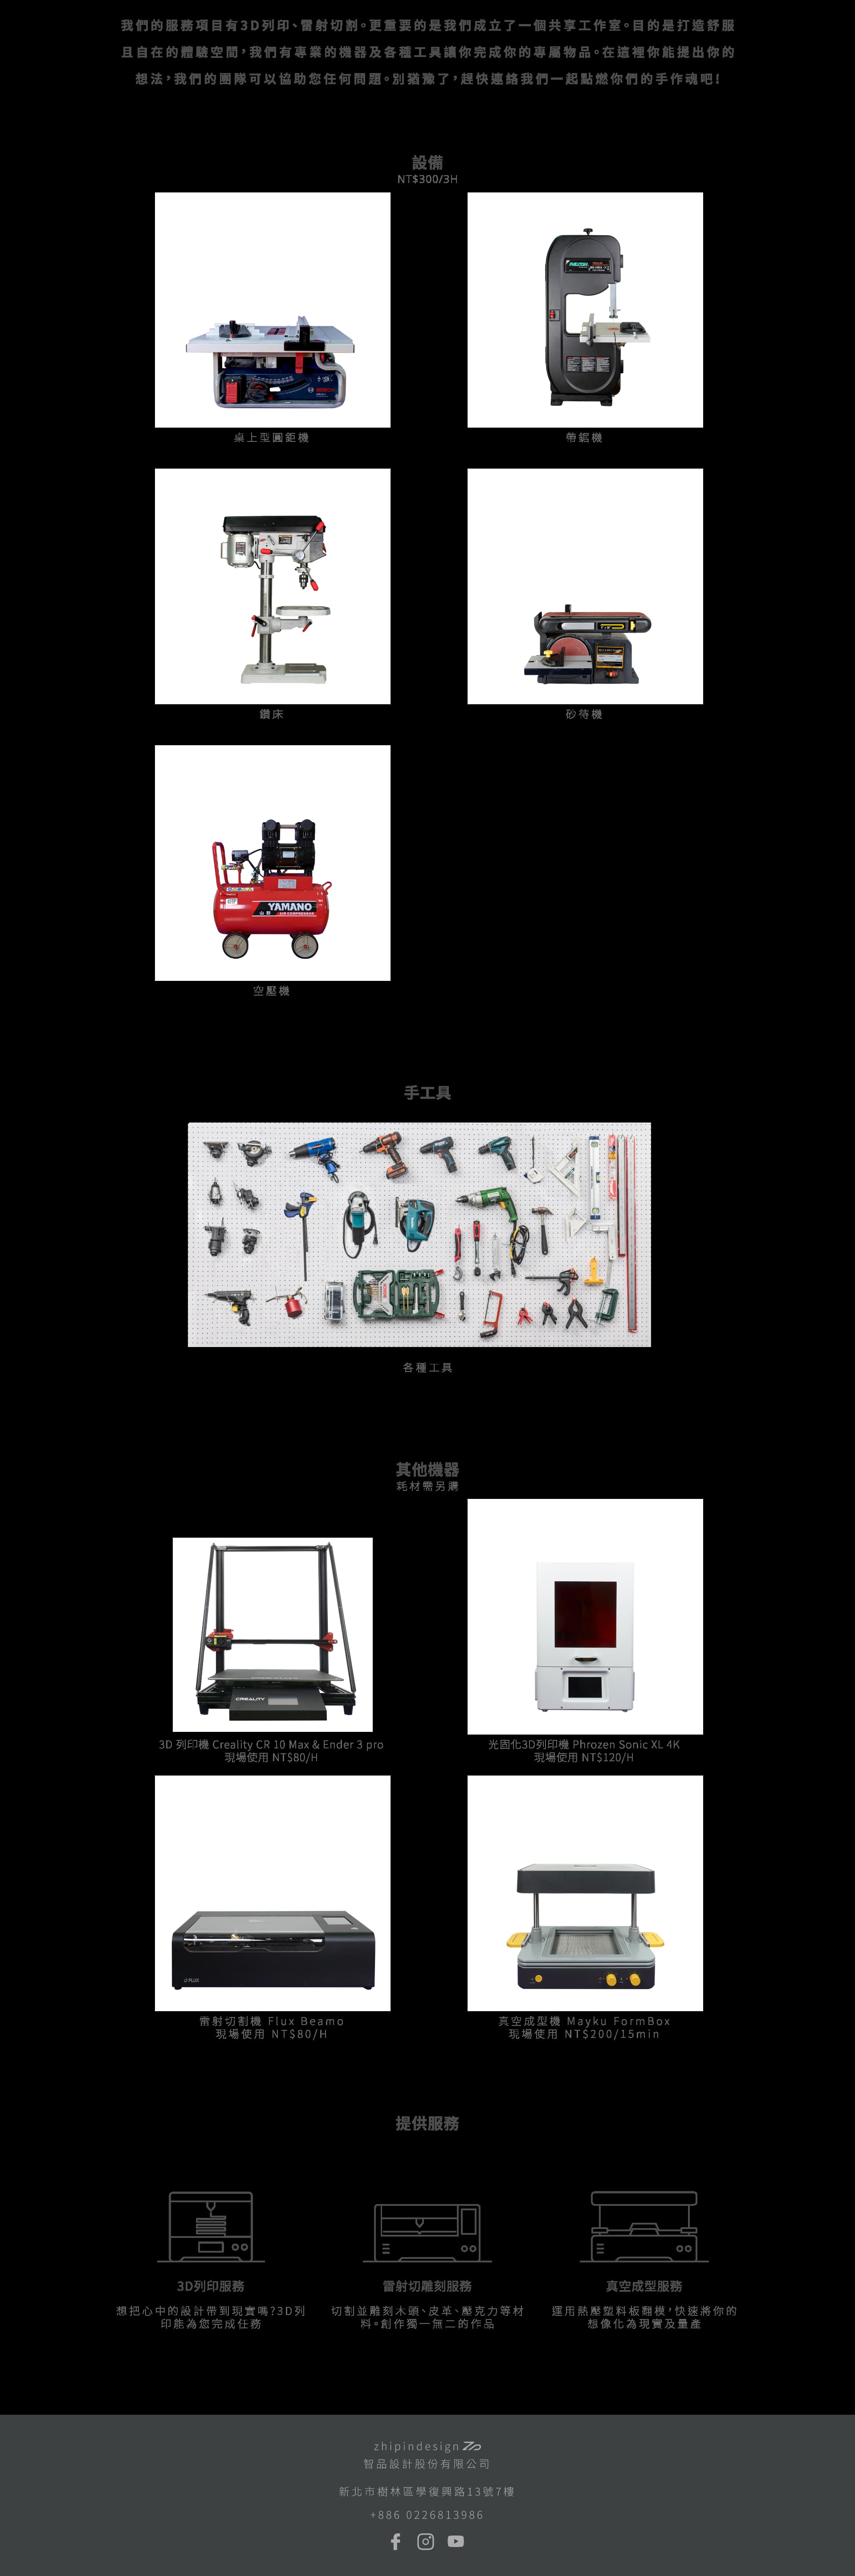 我們的服務項目有3D列印、雷射切割。更重要的是我們成立了一個共享工作室。目的是打造舒服
且自在的體驗空間，我們有專業的機器及各種工具讓你完成你的專屬物品。在這裡你能提出你的
想法，我們的團隊可以協助您任何問題。別猶豫了，趕快連絡我們一起點燃你們的手作魂吧！
設備
NT$300/3H
桌上型圓鉅機
帶鋸機
鑽床
砂帶機
YAMANO
AIR COMPRESSOR
空壓機
手工具
各種工具
其他機器
耗材需另購
CREALITY
3D 列印機 Creality CR 10 Max & Ender 3 pro
現場使用 NT$80/H
光固化3D列印機 Phrozen Sonic XL 4K
現場使用 NT$120/H
FLUX
雷射切割機 Flux Beamo
現場使用 NT$80/H
真空成型機 Mayku FormBox
現場使用 NT$200/15min
提供服務
3D列印服務
想把心中的設計帶到現實嗎?3D列
印能為您完成任務
雷射切雕刻服務
切割並雕刻木頭、皮革、壓克力等材
料。創作獨一無二的作品
真空成型服務
運用熱壓塑料板翻模，快速將你的
想像化為現實及量產
zhipindesign
智品設計股份有限公司
新北市樹林區學復興路13號7樓
+886 0226813986